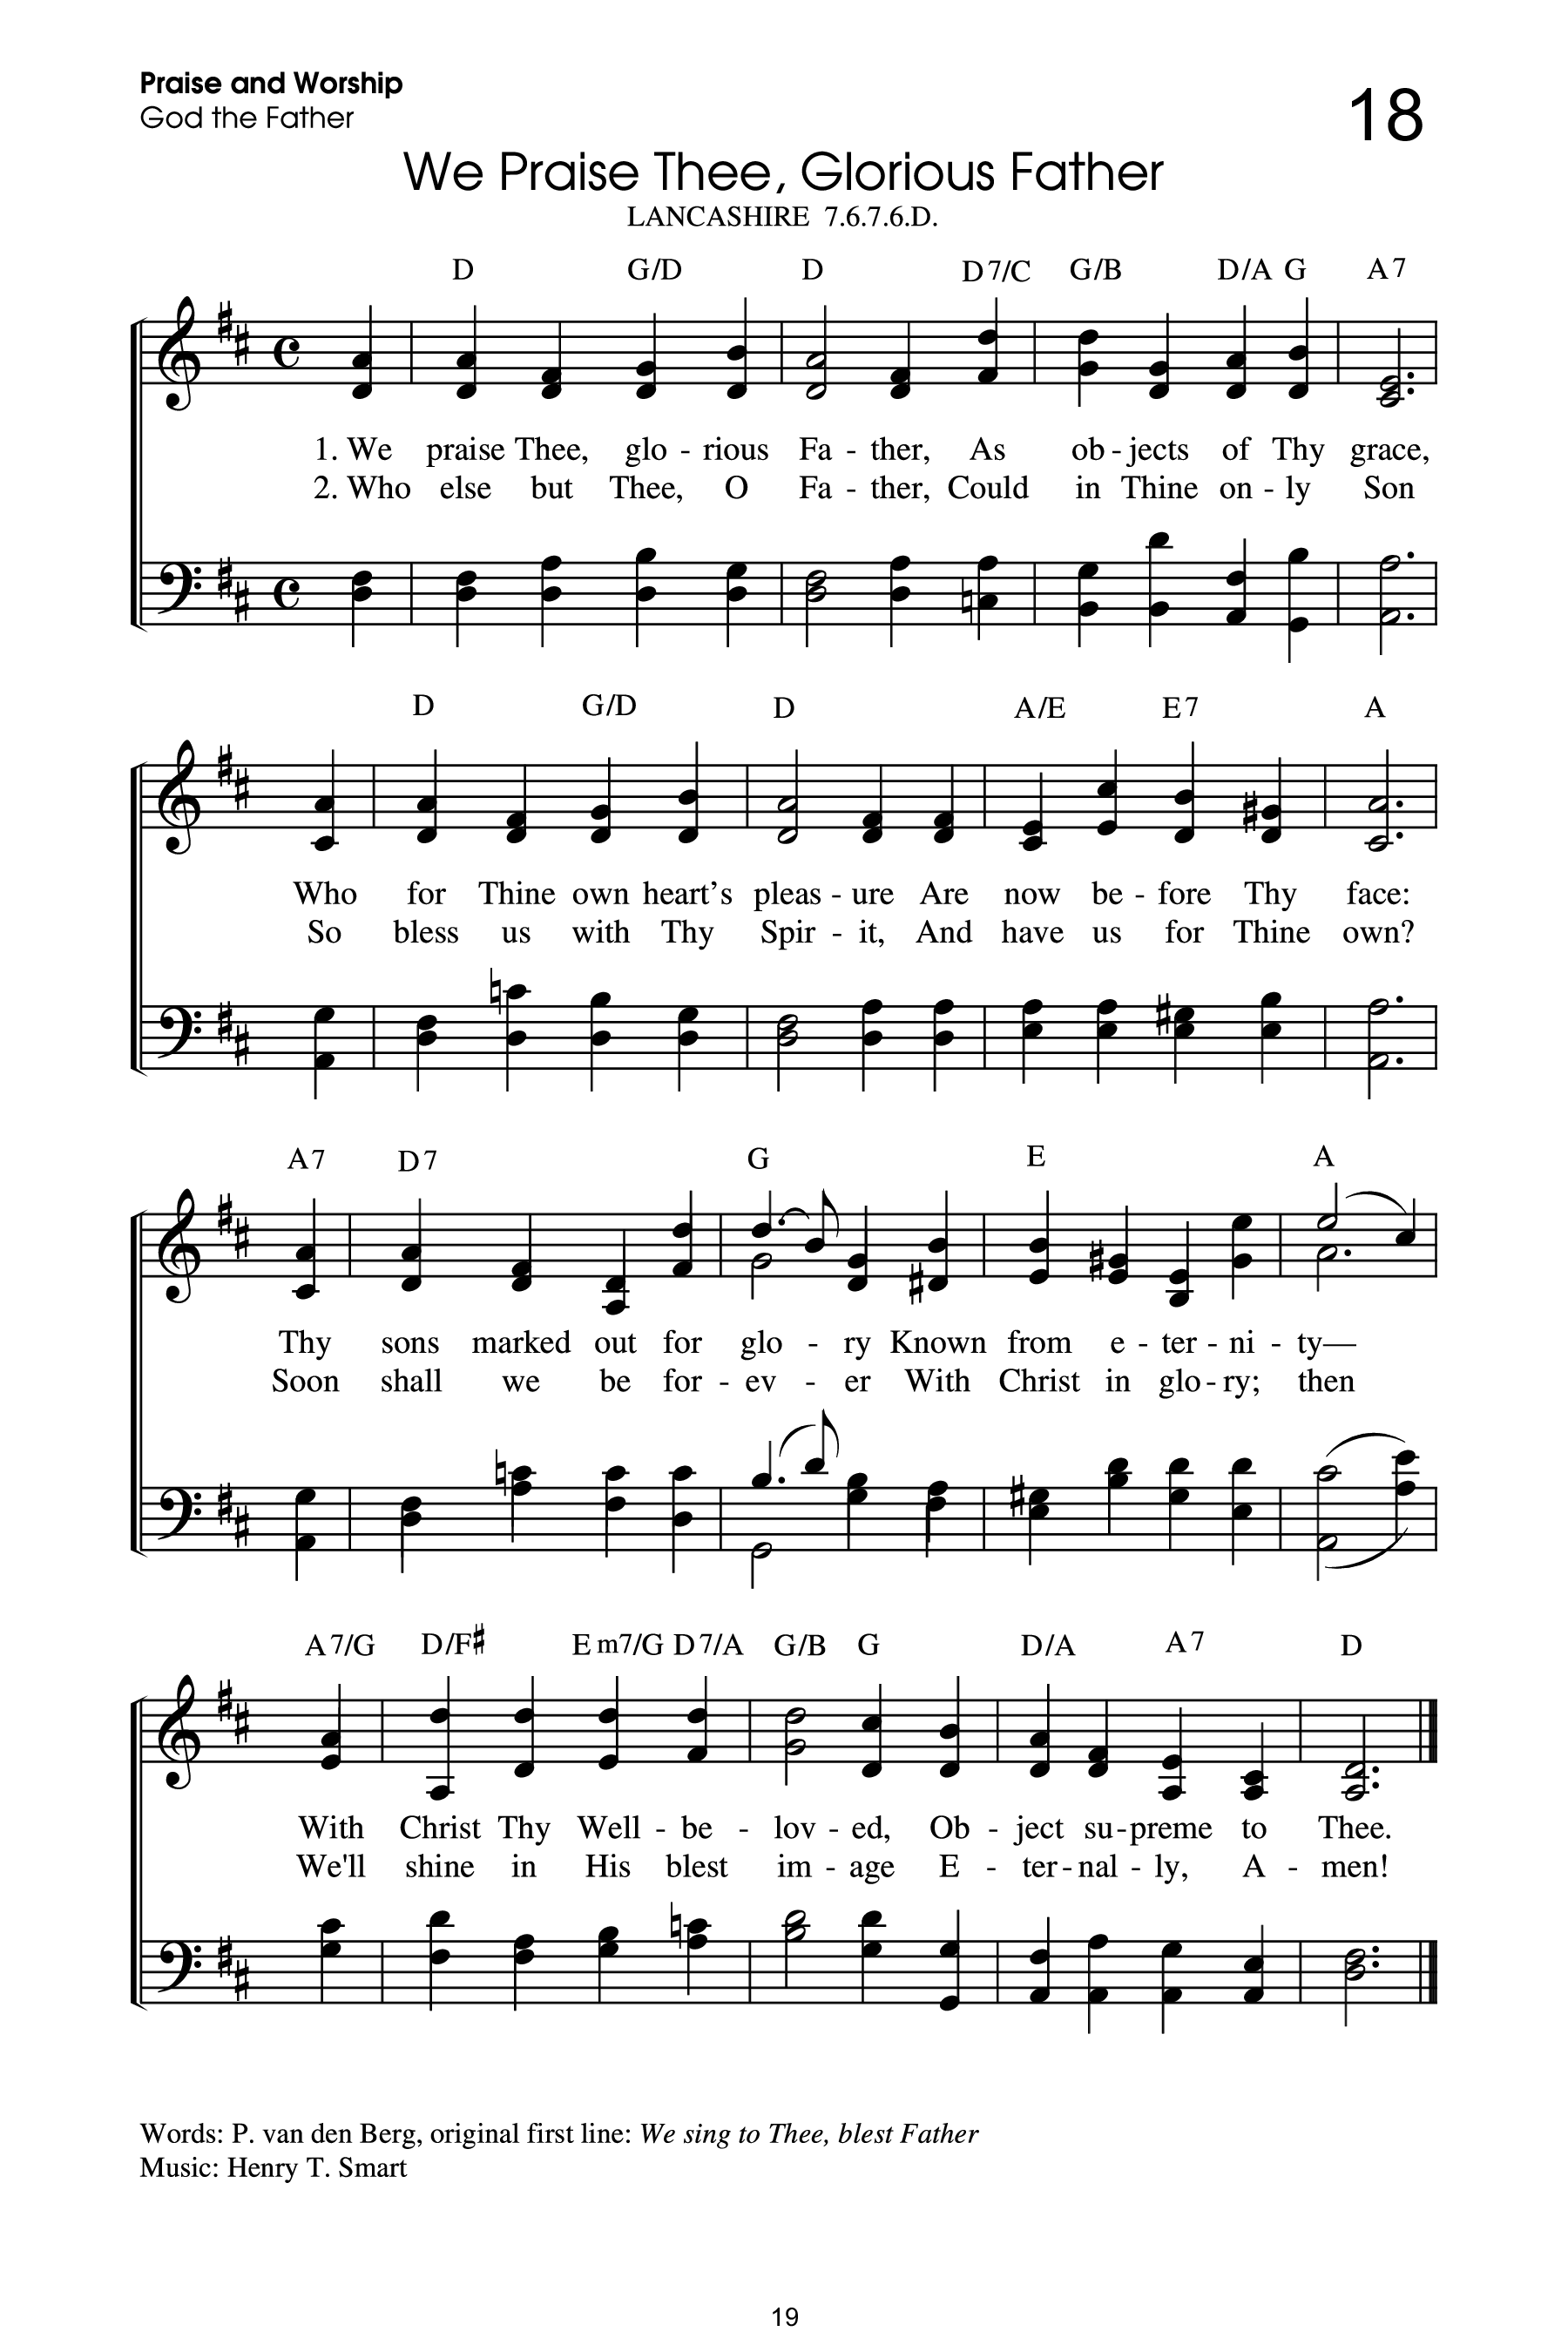 Praise and Worship
God the Father
18
We Praise Thee, Glorious Father
LANCASHIRE 7.6.7.6.D.
D G/D D D7/C G/B D/A G A7
1. We praise Thee, glo - rious Fa - ther, As ob - jects of Thy grace,
2. Who else but Thee, O Fa - ther, Could in Thine on - ly Son
D G/D D A/E E7 A
Who for Thine own heart's pleas - ure Are now be - fore Thy face:
So bless us with Thy Spir - it, And have us for Thine own?
A7 D7 G E A
Thy sons marked out for glo - ry Known from e - ter - ni - ty—
Soon shall we be for - ev - er With Christ in glo - ry; then
A7/G D/F♯ Em7/G D7/A G/B G D/A A7 D
With Christ Thy Well - be - lov - ed, Ob - ject su - preme to Thee.
We'll shine in His blest im - age E - ter - nal - ly, A - men!
Words: P. van den Berg, original first line: We sing to Thee, blest Father
Music: Henry T. Smart
19